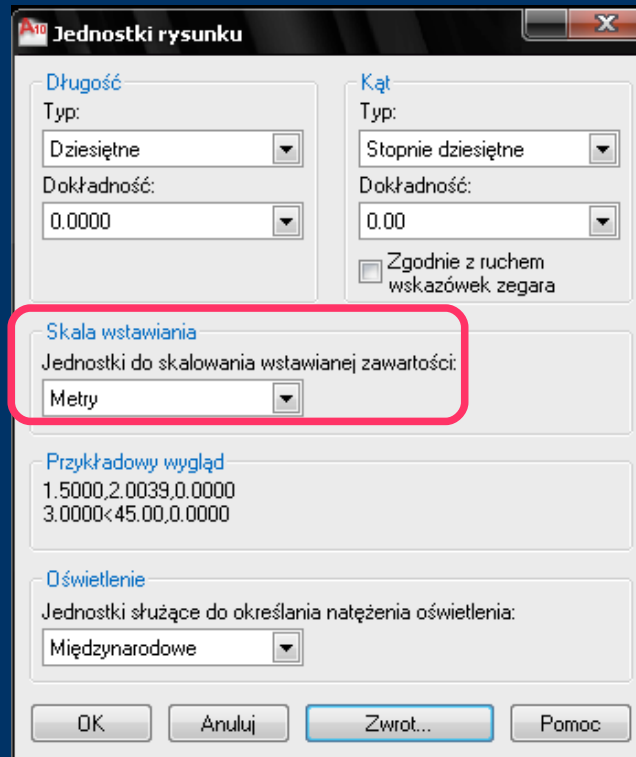 A10 Jednostki rysunku
Długość
Typ:
Dziesiętne
Dokładność:
0.0000
Kąt
Typ:
Stopnie dziesiętne
Dokładność:
0.00
Zgodnie z ruchem
wskazówek zegara
Skala wstawiania
Jednostki do skalowania wstawianej zawartości:
Metry
Przykładowy wygląd
1.5000,2.0039,0.0000
3.0000<45.00,0.0000
Oświetlenie
Jednostki służące do określania natężenia oświetlenia:
Międzynarodowe
OK Anuluj Zwrot... Pomoc